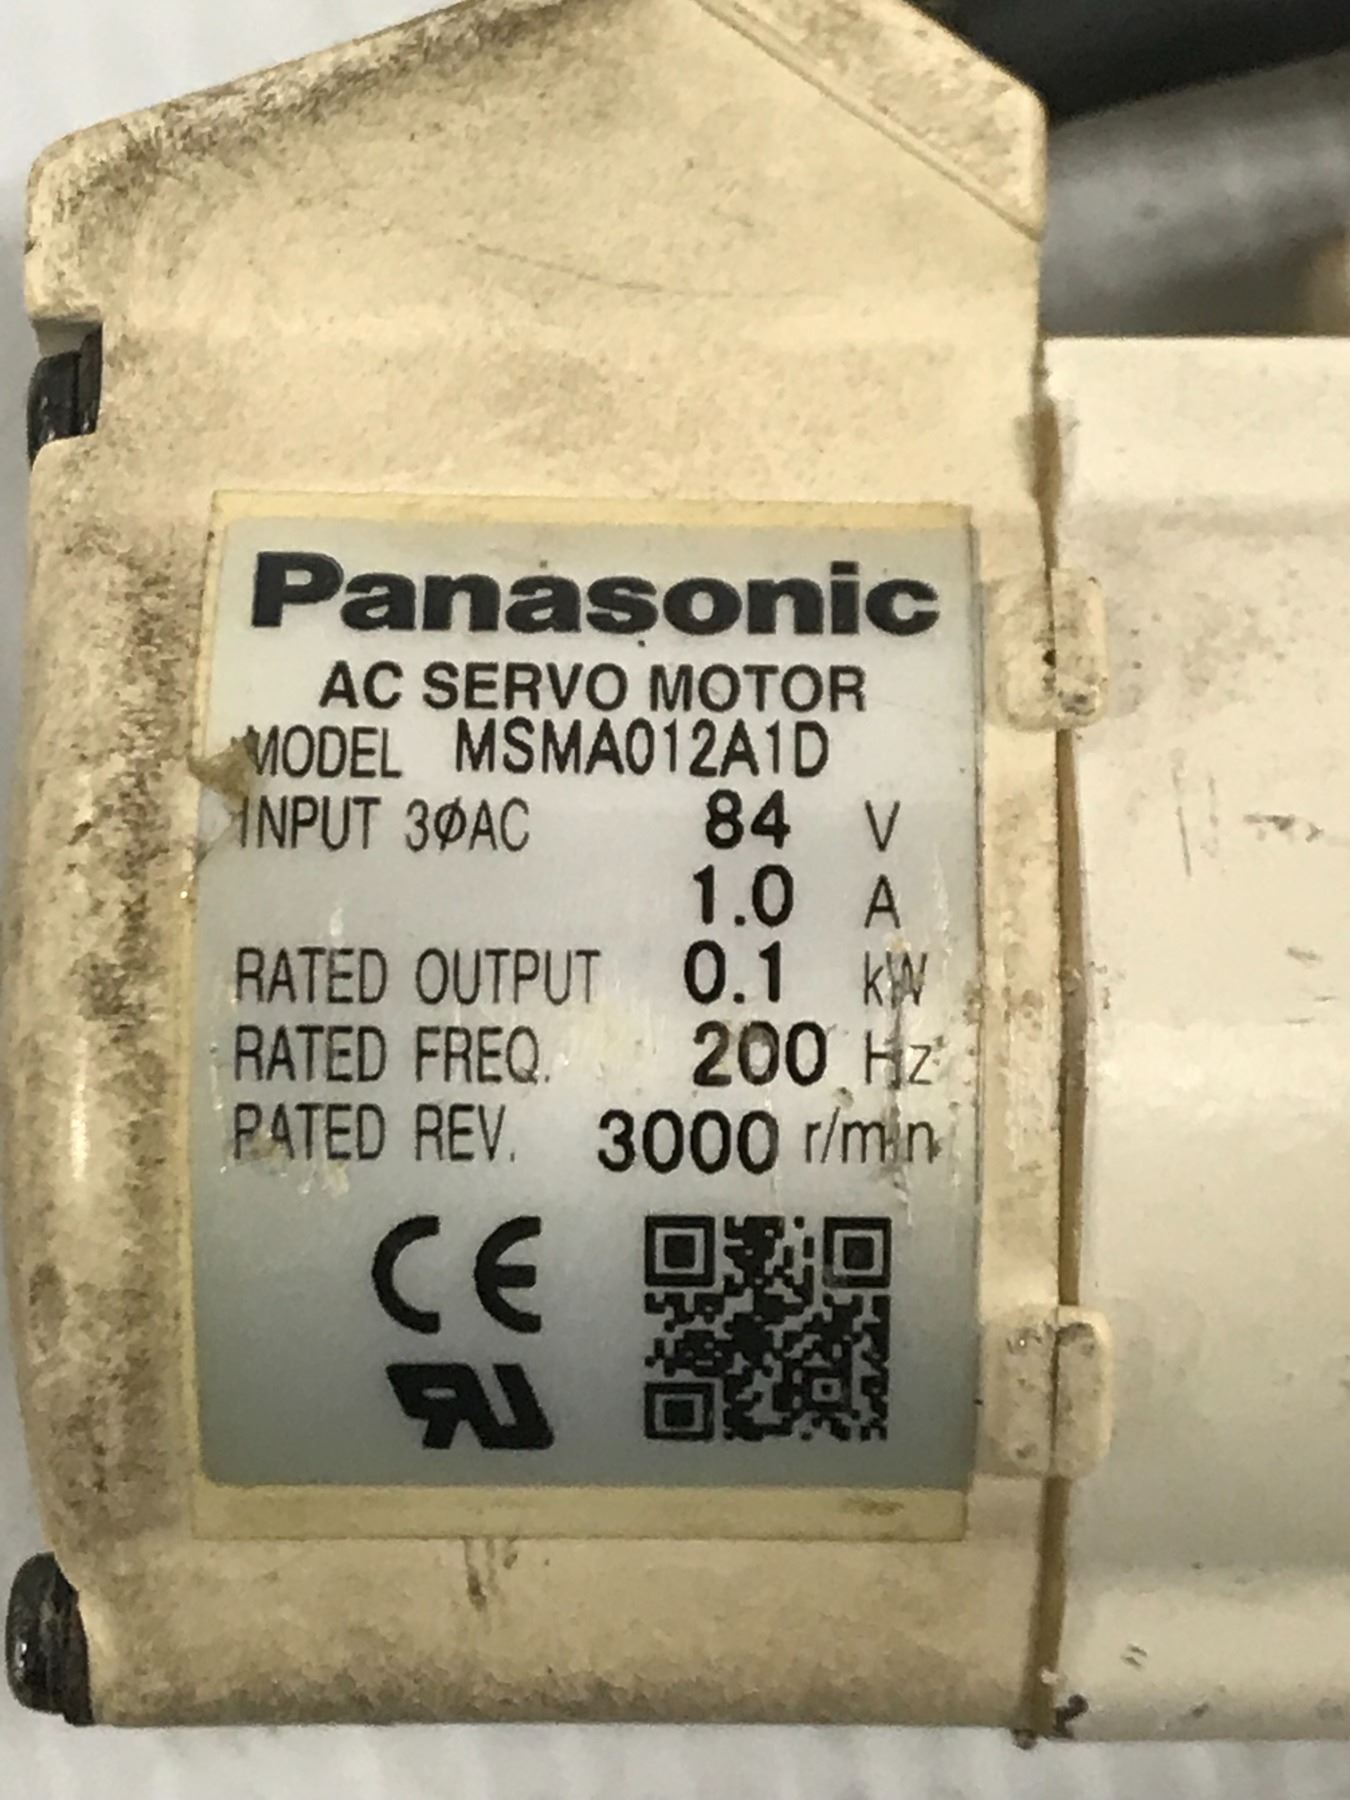 Panasonic
AC SERVO MOTOR
MODEL MSMA012A1D
INPUT 3ØAC 84 V
1.0 A
RATED OUTPUT 0.1 kW
RATED FREQ. 200 Hz
RATED REV. 3000 r/min
CE
RU